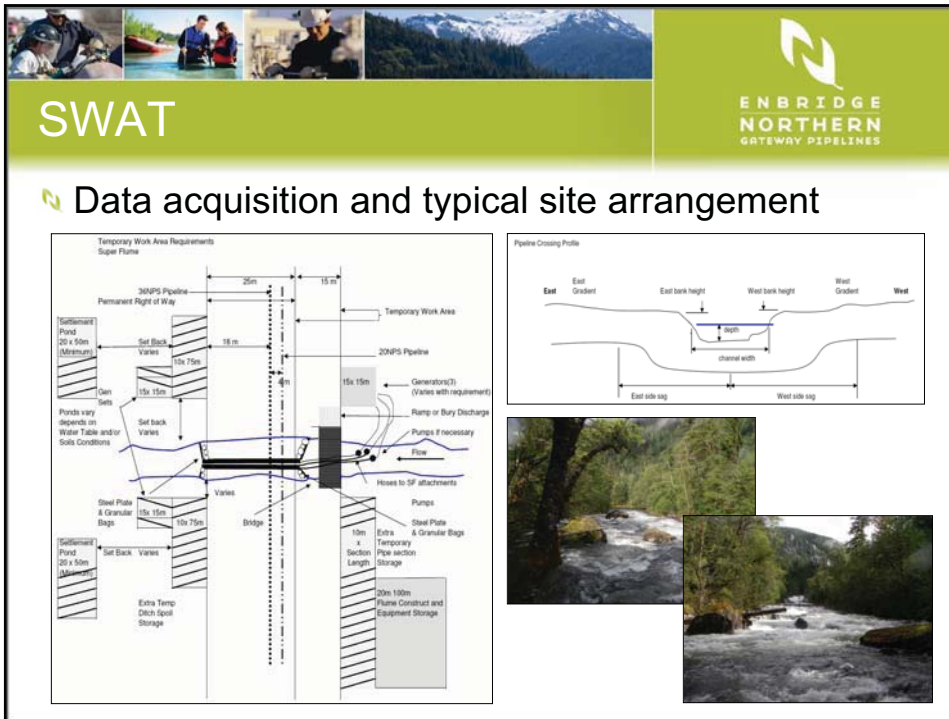 SWAT
ENBRIDGE
NORTHERN
GATEWAY PIPELINES
Data acquisition and typical site arrangement
Temporary Work Area Requirements
Super Flume
25m
15 m
36NPS Pipeline
Permanent Right of Way
Temporary Work Area
Settlement
Pond
20 x 50m
(Minimum)
Set Back
Varies
18 m
10x 75m
20NPS Pipeline
4m
15x 15m
Generators(3)
(Varies with requirement)
Gen
Sets
15x 15m
Ramp or Bury Discharge
Ponds vary
depends on
Water Table and/or
Soils Conditions
Set back
Varies
Pumps if necessary
Flow
Hoses to SF attachments
Varies
Steel Plate
& Granular
Bags
15x 15m
10x 75m
Bridge
Pumps
Steel Plate
& Granular Bags
Settlement
Pond
20 x 50m
(Minimum)
Set Back Varies
10m
x
Section
Length
Extra
Temporary
Pipe section
Storage
Extra Temp
Ditch Spoil
Storage
20m 100m
Flume Construct and
Equipment Storage
Pipeline Crossing Profile
East
East
Gradient
East bank height
West bank height
West
Gradient
West
depth
channel width
East side sag
West side sag